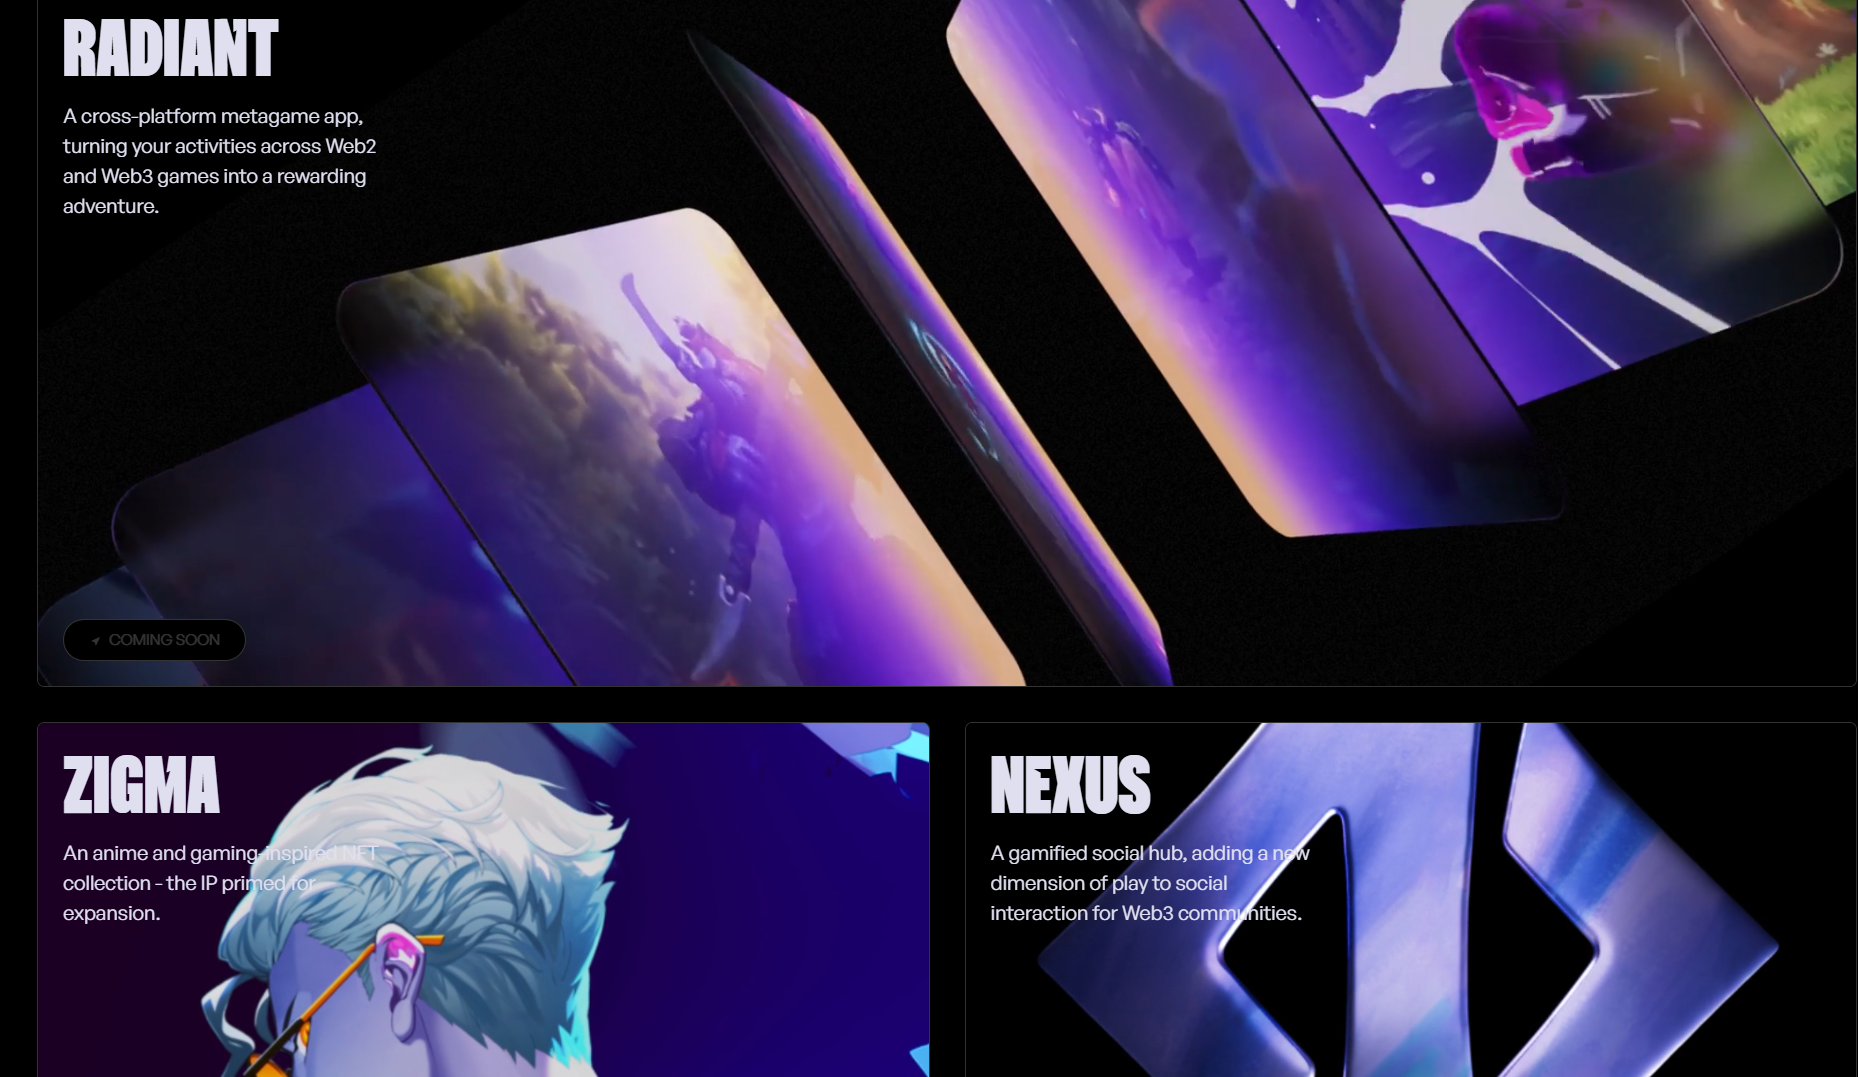 RADIANT
A cross-platform metagame app,
turning your activities across Web2
and Web3 games into a rewarding
adventure.
COMING SOON
ZIGMA
An anime and gaming-inspired NFT
collection - the IP primed for
expansion.
NEXUS
A gamified social hub, adding a new
dimension of play to social
interaction for Web3 communities.